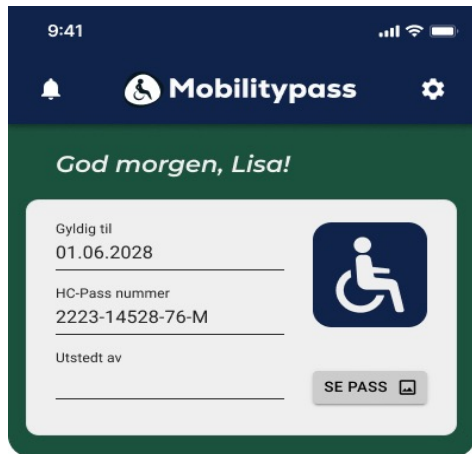 9:41
Mobilitypass
God morgen, Lisa!
Gyldig til
01.06.2028
HC-Pass nummer
2223-14528-76-M
Utstedt av
SE PASS